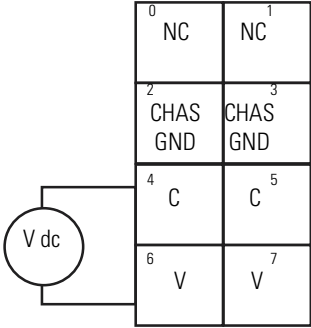 0 1
NC NC
2 3
CHAS CHAS
GND GND
4 5
C C
V dc
6 7
V V